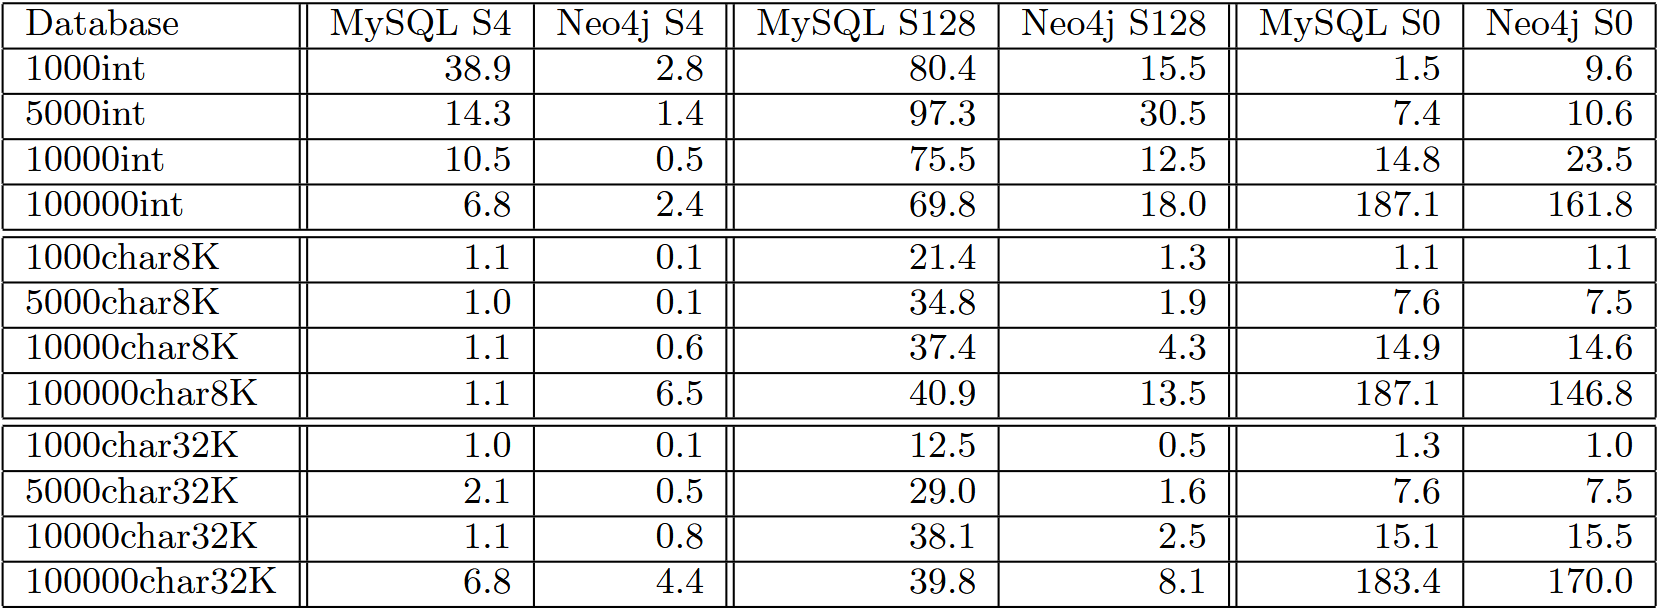 Database MySQL S4 Neo4j S4 MySQL S128 Neo4j S128 MySQL S0 Neo4j S0
1000int 38.9 2.8 80.4 15.5 1.5 9.6
5000int 14.3 1.4 97.3 30.5 7.4 10.6
10000int 10.5 0.5 75.5 12.5 14.8 23.5
100000int 6.8 2.4 69.8 18.0 187.1 161.8
1000char8K 1.1 0.1 21.4 1.3 1.1 1.1
5000char8K 1.0 0.1 34.8 1.9 7.6 7.5
10000char8K 1.1 0.6 37.4 4.3 14.9 14.6
100000char8K 1.1 6.5 40.9 13.5 187.1 146.8
1000char32K 1.0 0.1 12.5 0.5 1.3 1.0
5000char32K 2.1 0.5 29.0 1.6 7.6 7.5
10000char32K 1.1 0.8 38.1 2.5 15.1 15.5
100000char32K 6.8 4.4 39.8 8.1 183.4 170.0